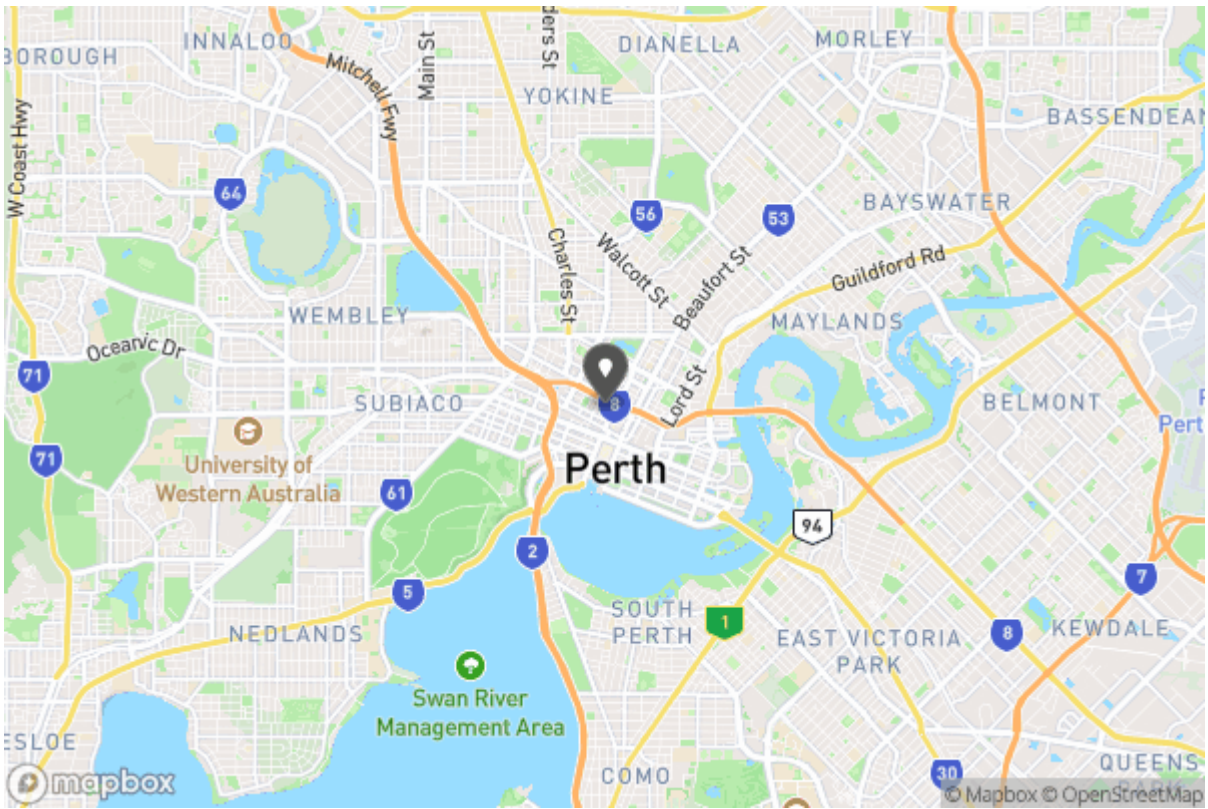 INNALOO
BOROUGH
Main St
ders St
DIANELLA
MORLEY
Mitchell Fwy
YOKINE
BASSENDEAN
W Coast Hwy
64
56
53
BAYSWATER
Charles St
Walcott St
Beaufort St
Guildford Rd
WEMBLEY
MAYLANDS
Oceanic Dr
71
SUBIACO
8
Lord St
BELMONT
P
Pert
71
University of
Western Australia
61
Perth
94
2
5
7
SOUTH
PERTH
1
EAST VICTORIA
PARK
8
KEWDALE
NEDLANDS
Swan River
Management Area
ESLOE
COMO
30
QUEENS
PARK
mapbox
© Mapbox © OpenStreetMap